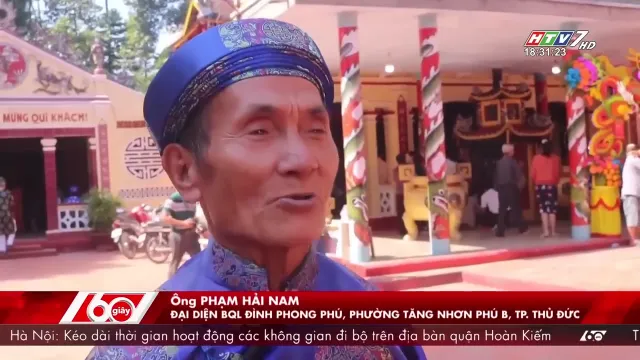 HTV7 HD
18:31:23
MỪNG QUÍ KHÁCH!
60 giây
Ông PHẠM HẢI NAM
ĐẠI DIỆN BQL ĐÌNH PHONG PHÚ, PHƯỜNG TĂNG NHƠN PHÚ B, TP. THỦ ĐỨC
Hà Nội: Kéo dài thời gian hoạt động các không gian đi bộ trên địa bàn quận Hoàn Kiếm
60
T